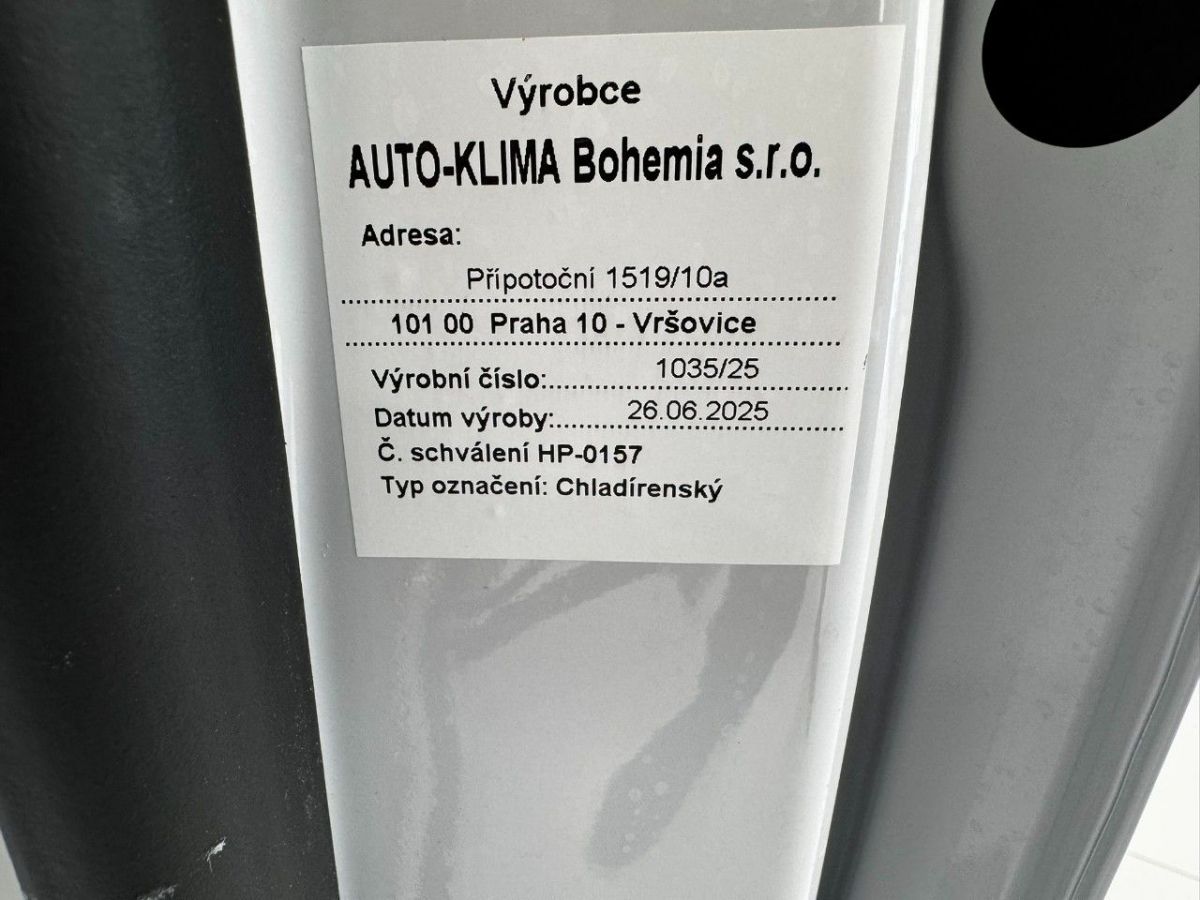 Výrobce
AUTO-KLIMA Bohemia s.r.o.
Adresa:
Přípotoční 1519/10a
101 00 Praha 10 - Vršovice
Výrobní číslo:..... 1035/25
Datum výroby:..... 26.06.2025
Č. schválení HP-0157
Typ označení: Chladírenský